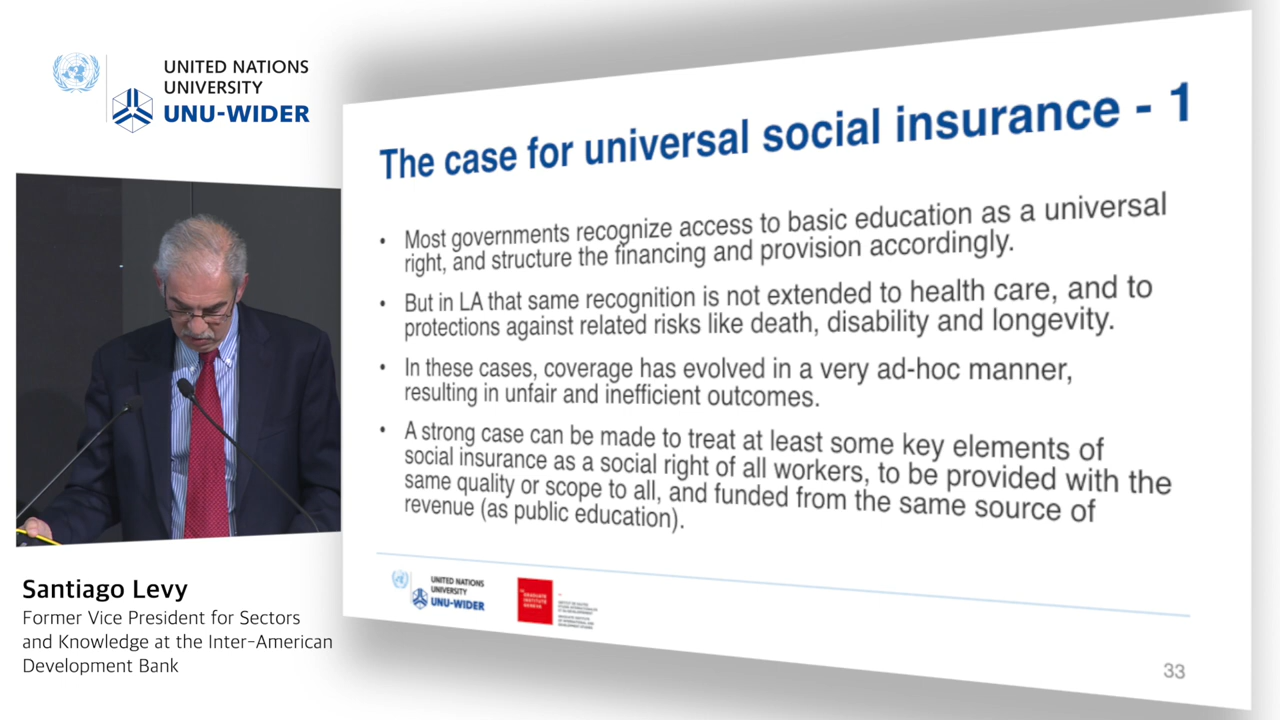 UNITED NATIONS
UNIVERSITY
UNU-WIDER
The case for universal social insurance - 1
• Most governments recognize access to basic education as a universal
right, and structure the financing and provision accordingly.
• But in LA that same recognition is not extended to health care, and to
protections against related risks like death, disability and longevity.
• In these cases, coverage has evolved in a very ad-hoc manner,
resulting in unfair and inefficient outcomes.
• A strong case can be made to treat at least some key elements of
social insurance as a social right of all workers, to be provided with the
same quality or scope to all, and funded from the same source of
revenue (as public education).
UNITED NATIONS
UNIVERSITY
UNU-WIDER
THE
GRADUATE
INSTITUTE
GENEVA
33
Santiago Levy
Former Vice President for Sectors
and Knowledge at the Inter-American
Development Bank